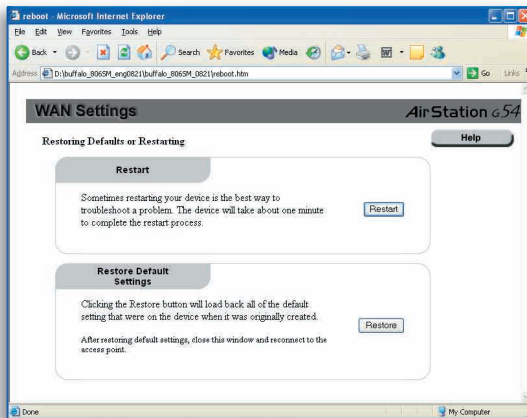 reboot - Microsoft Internet Explorer
File Edit View Favorites Tools Help
Back Search Favorites Media
Address D:\buffalo_8065M_eng0821\buffalo_8065M_0821\reboot.htm Go Links
WAN Settings AirStation G54
Restoring Defaults or Restarting Help
Restart
Sometimes restarting your device is the best way to
troubleshoot a problem. The device will take about one minute
to complete the restart process.
Restart
Restore Default
Settings
Clicking the Restore button will load back all of the default
setting that were on the device when it was originally created.
Restore
After restoring default settings, close this window and reconnect to the
access point.
Done My Computer